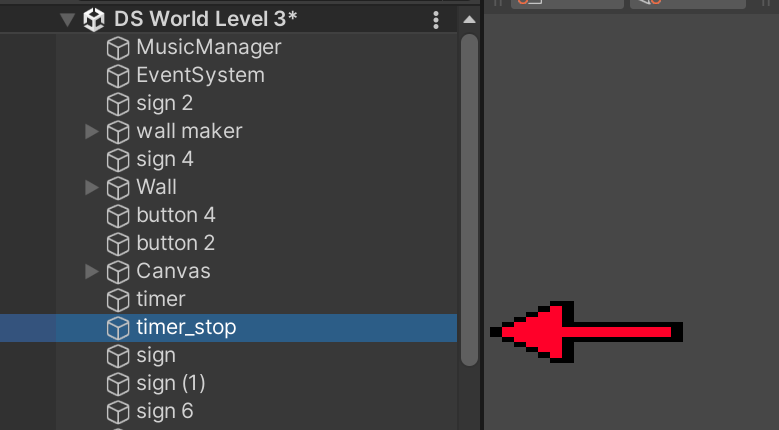 DS World Level 3*
MusicManager
EventSystem
sign 2
wall maker
sign 4
Wall
button 4
button 2
Canvas
timer
timer_stop
sign
sign (1)
sign 6